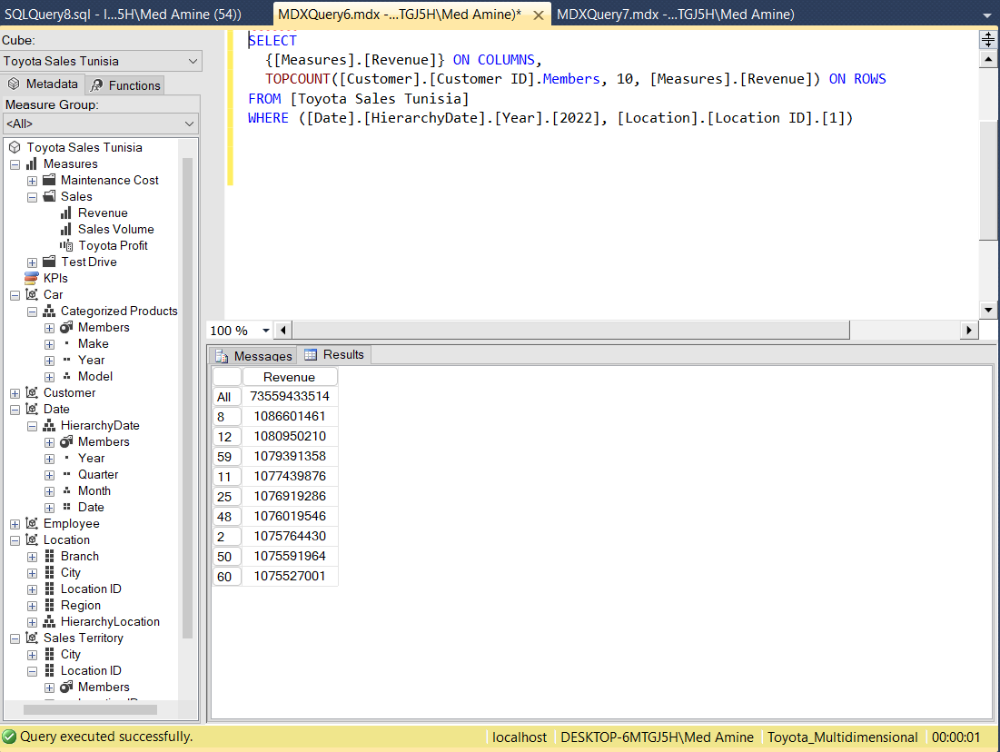 SQLQuery8.sql - l...5H\Med Amine (54))
MDXQuery6.mdx -...TGJ5H\Med Amine)*
MDXQuery7.mdx -...TGJ5H\Med Amine)
Cube:
Toyota Sales Tunisia
Metadata
Functions
Measure Group:
<All>
Toyota Sales Tunisia
Measures
Maintenance Cost
Sales
Revenue
Sales Volume
Toyota Profit
Test Drive
KPIs
Car
Categorized Products
Members
Make
Year
Model
Customer
Date
HierarchyDate
Members
Year
Quarter
Month
Date
Employee
Location
Branch
City
Location ID
Region
HierarchyLocation
Sales Territory
City
Location ID
Members
SELECT
{[Measures].[Revenue]} ON COLUMNS,
TOPCOUNT([Customer].[Customer ID].Members, 10, [Measures].[Revenue]) ON ROWS
FROM [Toyota Sales Tunisia]
WHERE ([Date].[HierarchyDate].[Year].[2022], [Location].[Location ID].[1])
100 %
Messages
Results
Revenue
All 73559433514
8 1086601461
12 1080950210
59 1079391358
11 1077439876
25 1076919286
48 1076019546
2 1075764430
50 1075591964
60 1075527001
Query executed successfully.
localhost
DESKTOP-6MTGJ5H\Med Amine
Toyota_Multidimensional
00:00:01